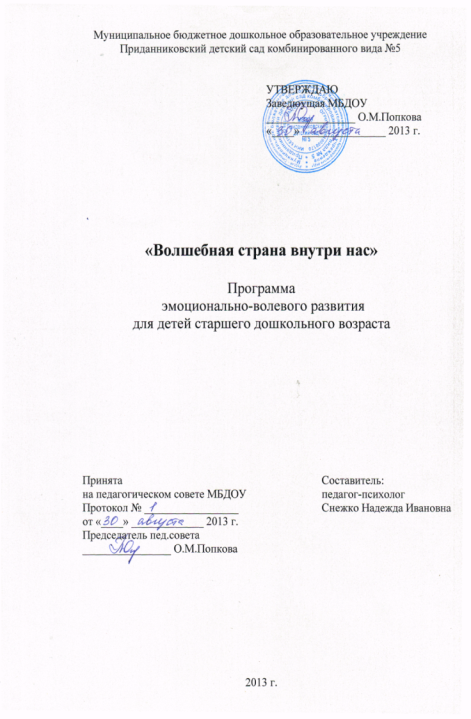 Муниципальное бюджетное дошкольное образовательное учреждение
Приданниковский детский сад комбинированного вида №5
УТВЕРЖДАЮ
Заведующая МБДОУ
О.М.Попкова
«30» августа 2013 г.
«Волшебная страна внутри нас»
Программа
эмоционально-волевого развития
для детей старшего дошкольного возраста
Принята
на педагогическом совете МБДОУ
Протокол № 1
от «30» августа 2013 г.
Председатель пед.совета
О.М.Попкова
Составитель:
педагог-психолог
Снежко Надежда Ивановна
2013 г.